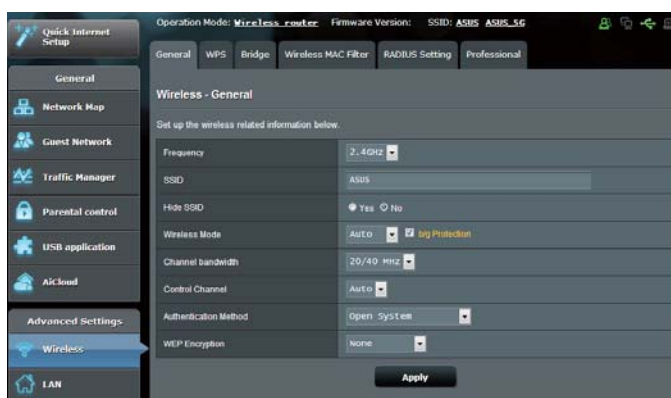 Quick Internet
Setup
Operation Mode: Wireless router Firmware Version: SSID: ASUS ASUS_5G
General WPS Bridge Wireless MAC Filter RADIUS Setting Professional
General
Network Map
Guest Network
Traffic Manager
Parental control
USB application
AiCloud
Advanced Settings
Wireless
LAN
Wireless - General
Set up the wireless related information below.
Frequency 2.4GHz
SSID ASUS
Hide SSID Yes No
Wireless Mode Auto b/g Protection
Channel bandwidth 20/40 MHz
Control Channel Auto
Authentication Method Open System
WEP Encryption None
Apply